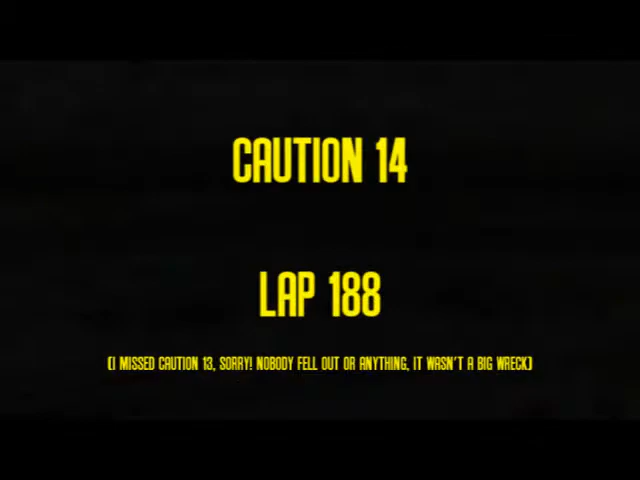 CAUTION 14
LAP 188
(I MISSED CAUTION 13, SORRY! NOBODY FELL OUT OR ANYTHING, IT WASN'T A BIG WRECK)